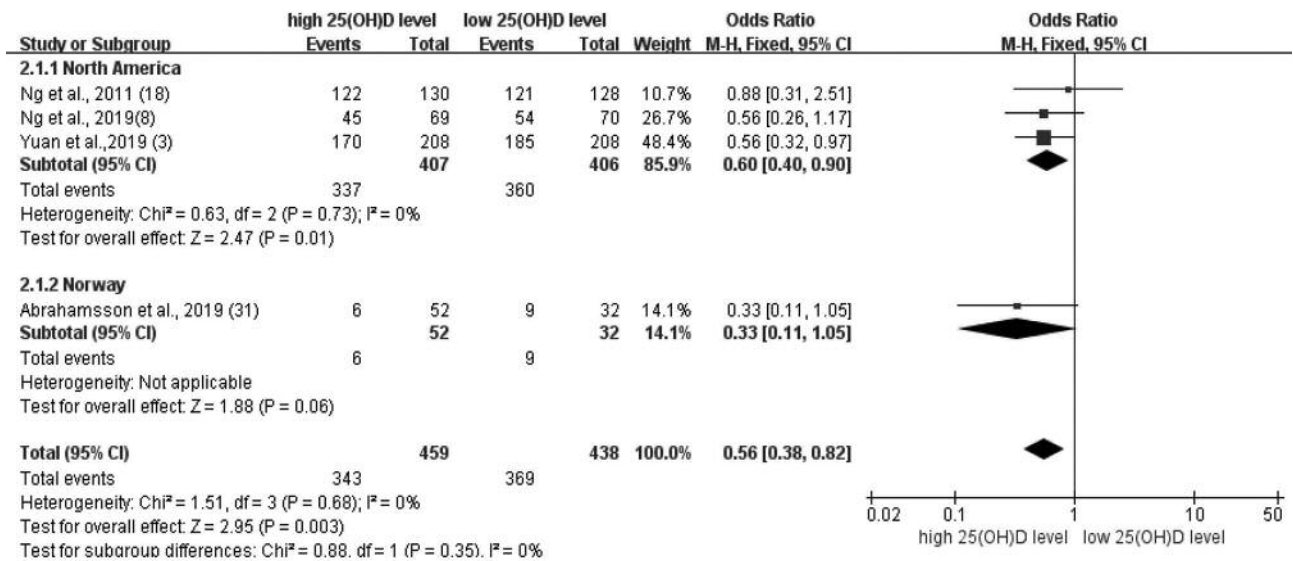 high 25(OH)D level low 25(OH)D level Odds Ratio Odds Ratio
Study or Subgroup Events Total Events Total Weight M-H, Fixed, 95% CI M-H, Fixed, 95% CI
2.1.1 North America
Ng et al., 2011 (18) 122 130 121 128 10.7% 0.88 [0.31, 2.51]
Ng et al., 2019(8) 45 69 54 70 26.7% 0.56 [0.26, 1.17]
Yuan et al.,2019 (3) 170 208 185 208 48.4% 0.56 [0.32, 0.97]
Subtotal (95% CI) 407 406 85.9% 0.60 [0.40, 0.90]
Total events 337 360
Heterogeneity: Chi² = 0.63, df = 2 (P = 0.73); I² = 0%
Test for overall effect: Z = 2.47 (P = 0.01)
2.1.2 Norway
Abrahamsson et al., 2019 (31) 6 52 9 32 14.1% 0.33 [0.11, 1.05]
Subtotal (95% CI) 52 32 14.1% 0.33 [0.11, 1.05]
Total events 6 9
Heterogeneity: Not applicable
Test for overall effect: Z = 1.88 (P = 0.06)
Total (95% CI) 459 438 100.0% 0.56 [0.38, 0.82]
Total events 343 369
Heterogeneity: Chi² = 1.51, df = 3 (P = 0.68); I² = 0%
Test for overall effect: Z = 2.95 (P = 0.003)
Test for subgroup differences: Chi² = 0.88, df = 1 (P = 0.35), I² = 0%
0.02 0.1 1 10 50
high 25(OH)D level low 25(OH)D level